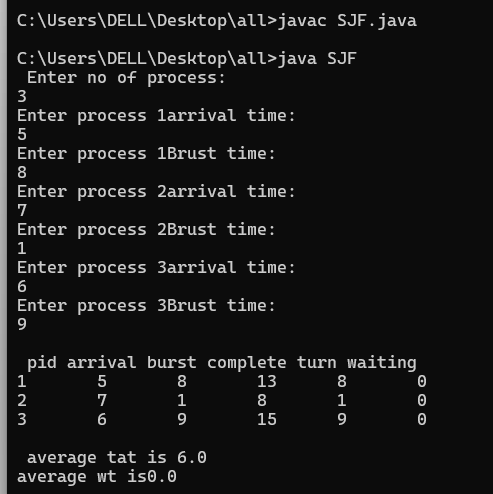 C:\Users\DELL\Desktop\all>javac SJF.java
C:\Users\DELL\Desktop\all>java SJF
Enter no of process:
3
Enter process 1arrival time:
5
Enter process 1Brust time:
8
Enter process 2arrival time:
7
Enter process 2Brust time:
1
Enter process 3arrival time:
6
Enter process 3Brust time:
9
pid arrival burst complete turn waiting
1 5 8 13 8 0
2 7 1 8 1 0
3 6 9 15 9 0
average tat is 6.0
average wt is0.0